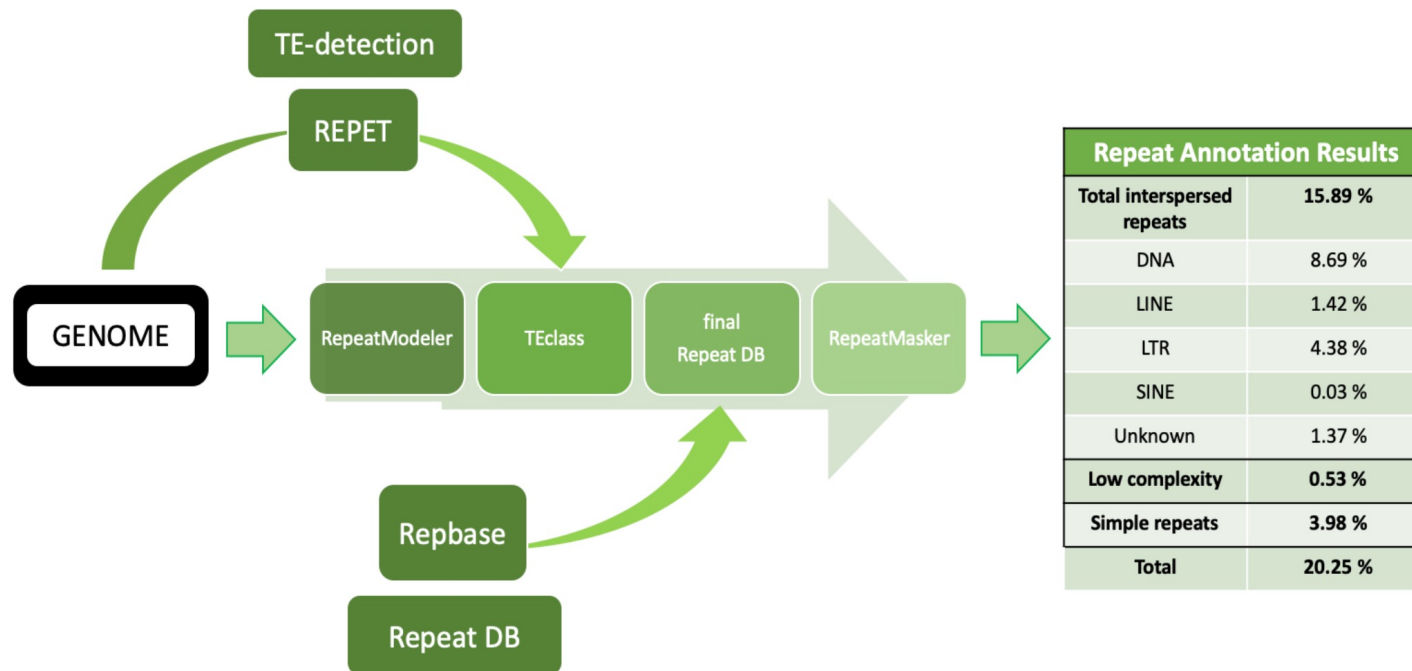 TE-detection
REPET
GENOME
RepeatModeler
TEclass
final
Repeat DB
RepeatMasker
Repbase
Repeat DB
Repeat Annotation Results
Total interspersed 15.89 %
repeats
DNA 8.69 %
LINE 1.42 %
LTR 4.38 %
SINE 0.03 %
Unknown 1.37 %
Low complexity 0.53 %
Simple repeats 3.98 %
Total 20.25 %